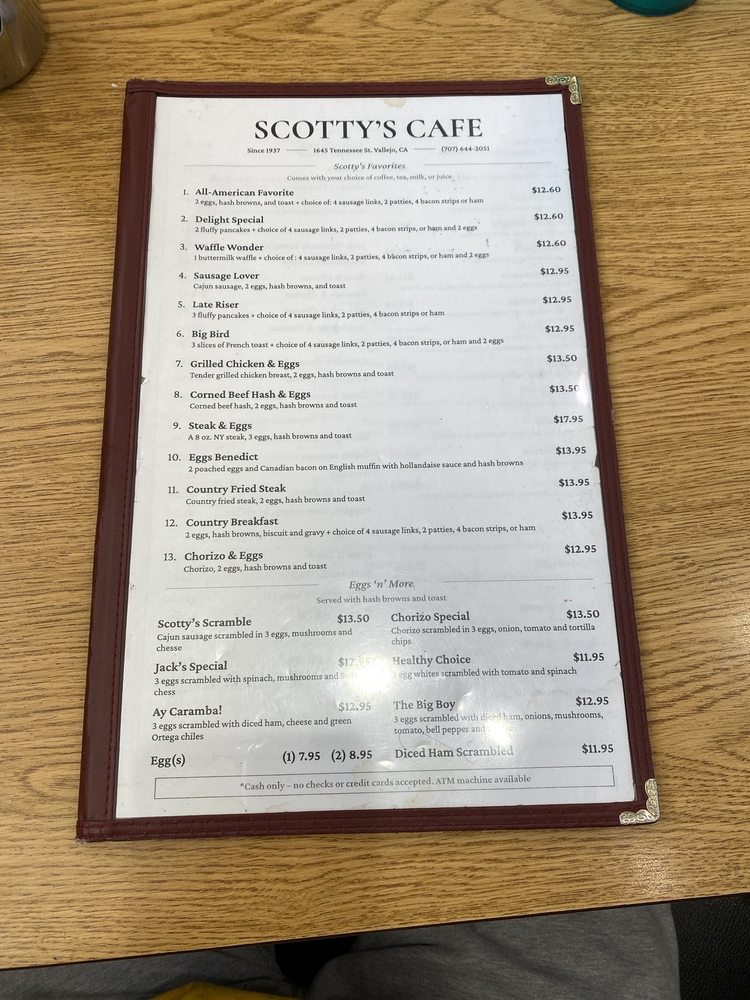 SCOTTY'S CAFE
Since 1937 1645 Tennessee St. Vallejo, CA (707) 644-2051
Scotty's Favorites
Comes with your choice of coffee, tea, milk, or juice
1. All-American Favorite $12.60
2 eggs, hash browns, and toast + choice of: 4 sausage links, 2 patties, 4 bacon strips or ham
2. Delight Special $12.60
2 fluffy pancakes + choice of 4 sausage links, 2 patties, 4 bacon strips, or ham and 2 eggs
3. Waffle Wonder $12.60
1 buttermilk waffle + choice of : 4 sausage links, 2 patties, 4 bacon strips, or ham and 2 eggs
4. Sausage Lover $12.95
Cajun sausage, 2 eggs, hash browns, and toast
5. Late Riser $12.95
3 fluffy pancakes + choice of 4 sausage links, 2 patties, 4 bacon strips or ham
6. Big Bird $12.95
3 slices of French toast + choice of 4 sausage links, 2 patties, 4 bacon strips, or ham and 2 eggs
7. Grilled Chicken & Eggs $13.50
Tender grilled chicken breast, 2 eggs, hash browns and toast
8. Corned Beef Hash & Eggs $13.50
Corned beef hash, 2 eggs, hash browns and toast
9. Steak & Eggs $17.95
A 8 oz. NY steak, 3 eggs, hash browns and toast
10. Eggs Benedict $13.95
2 poached eggs and Canadian bacon on English muffin with hollandaise sauce and hash browns
11. Country Fried Steak $13.95
Country fried steak, 2 eggs, hash browns and toast
12. Country Breakfast $13.95
2 eggs, hash browns, biscuit and gravy + choice of 4 sausage links, 2 patties, 4 bacon strips, or ham
13. Chorizo & Eggs $12.95
Chorizo, 2 eggs, hash browns and toast
Eggs 'n' More
Served with hash browns and toast
Scotty's Scramble $13.50
Cajun sausage scrambled in 3 eggs, mushrooms and
chesse
Jack's Special
3 eggs scrambled with spinach, mushrooms and
chess
Ay Caramba! $12.95
3 eggs scrambled with diced ham, cheese and green
Ortega chiles
Egg(s) (1) 7.95 (2) 8.95
Chorizo Special $13.50
Chorizo scrambled in 3 eggs, onion, tomato and tortilla
chips
Healthy Choice $11.95
egg whites scrambled with tomato and spinach
The Big Boy $12.95
3 eggs scrambled with diced ham, onions, mushrooms,
tomato, bell pepper and
Diced Ham Scrambled $11.95
*Cash only – no checks or credit cards accepted. ATM machine available